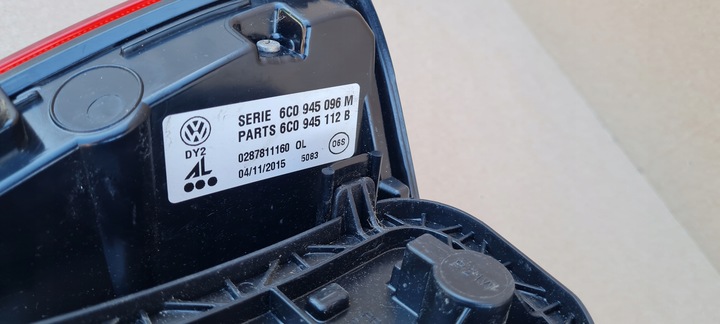 SERIE 6C0 945 096 M
PARTS 6C0 945 112 B
DY2
0287811160 OL
04/11/2015 5083
06S
AL